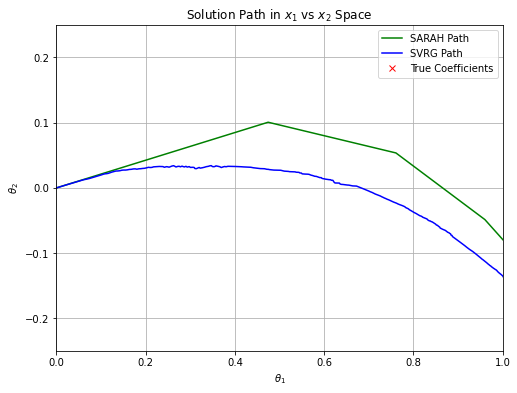 Solution Path in x₁ vs x₂ Space
SARAH Path
SVRG Path
True Coefficients
0.2
0.1
0.0
−0.1
−0.2
θ₂
0.0 0.2 0.4 0.6 0.8 1.0
θ₁